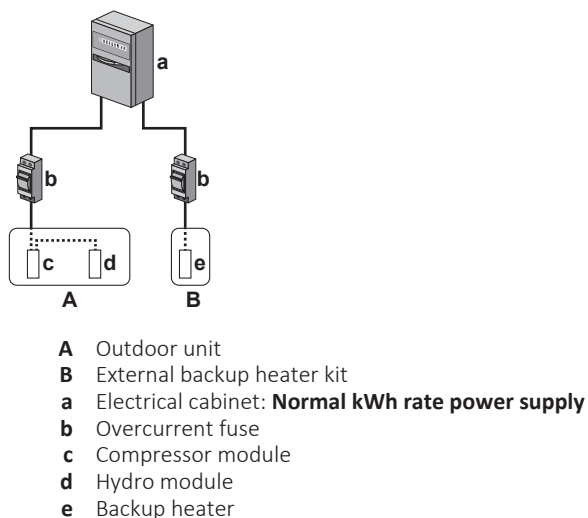 a
b
b
c
d
e
A
B
A Outdoor unit
B External backup heater kit
a Electrical cabinet: Normal kWh rate power supply
b Overcurrent fuse
c Compressor module
d Hydro module
e Backup heater